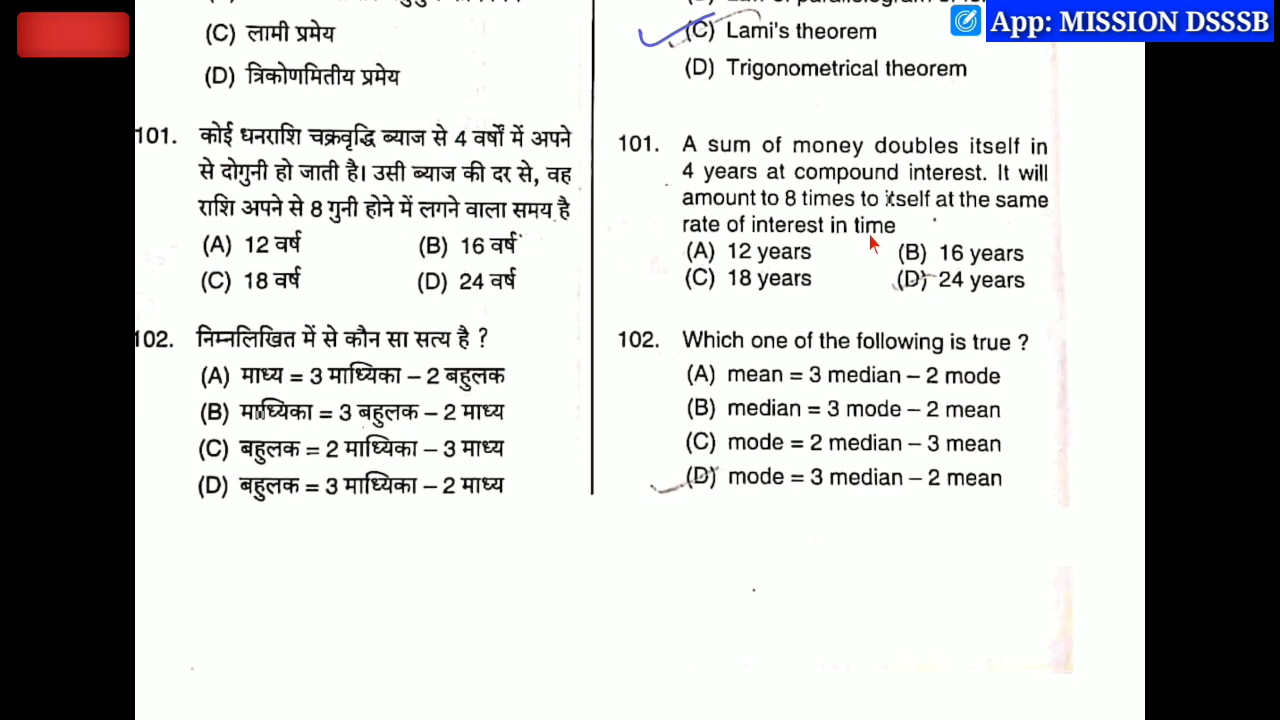 App: MISSION DSSSB
(C) लामी प्रमेय
(D) त्रिकोणमितीय प्रमेय
101. कोई धनराशि चक्रवृद्धि ब्याज से 4 वर्षों में अपने
से दोगुनी हो जाती है। उसी ब्याज की दर से, वह
राशि अपने से 8 गुनी होने में लगने वाला समय है
(A) 12 वर्ष (B) 16 वर्ष
(C) 18 वर्ष (D) 24 वर्ष
102. निम्नलिखित में से कौन सा सत्य है ?
(A) माध्य = 3 माध्यिका – 2 बहुलक
(B) माध्यिका = 3 बहुलक – 2 माध्य
(C) बहुलक = 2 माध्यिका – 3 माध्य
(D) बहुलक = 3 माध्यिका – 2 माध्य
(C) Lami's theorem
(D) Trigonometrical theorem
101. A sum of money doubles itself in
4 years at compound interest. It will
amount to 8 times to itself at the same
rate of interest in time
(A) 12 years (B) 16 years
(C) 18 years (D) 24 years
102. Which one of the following is true ?
(A) mean = 3 median – 2 mode
(B) median = 3 mode – 2 mean
(C) mode = 2 median – 3 mean
(D) mode = 3 median – 2 mean